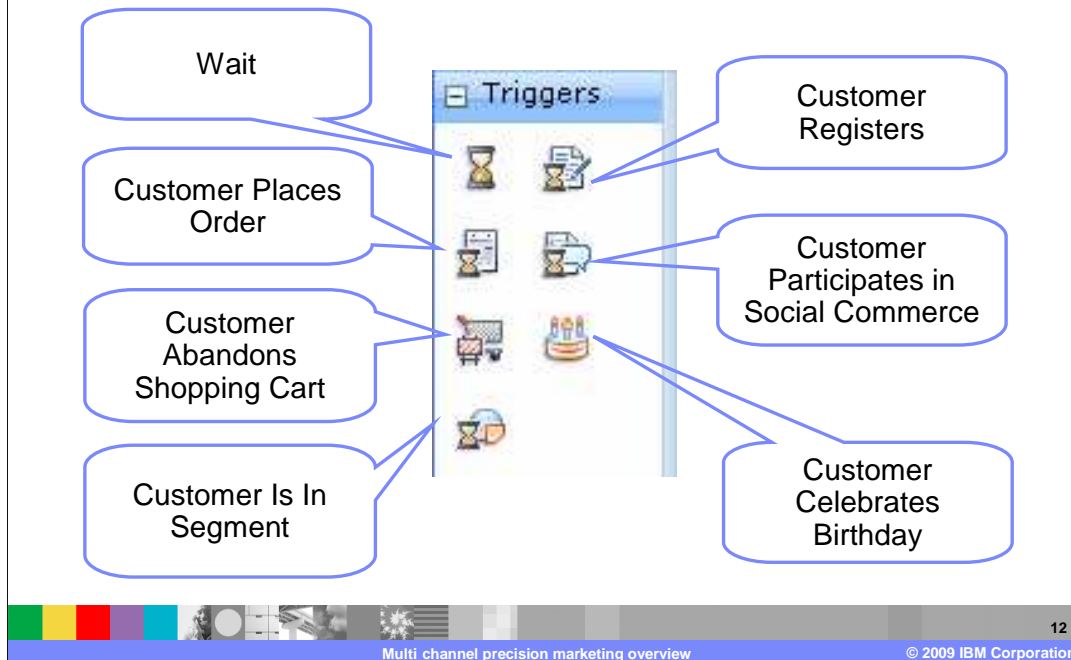 Wait
Triggers
Customer
Registers
Customer Places
Order
Customer
Participates in
Social Commerce
Customer
Abandons
Shopping Cart
Customer Is In
Segment
Customer
Celebrates
Birthday
12
Multi channel precision marketing overview
© 2009 IBM Corporation